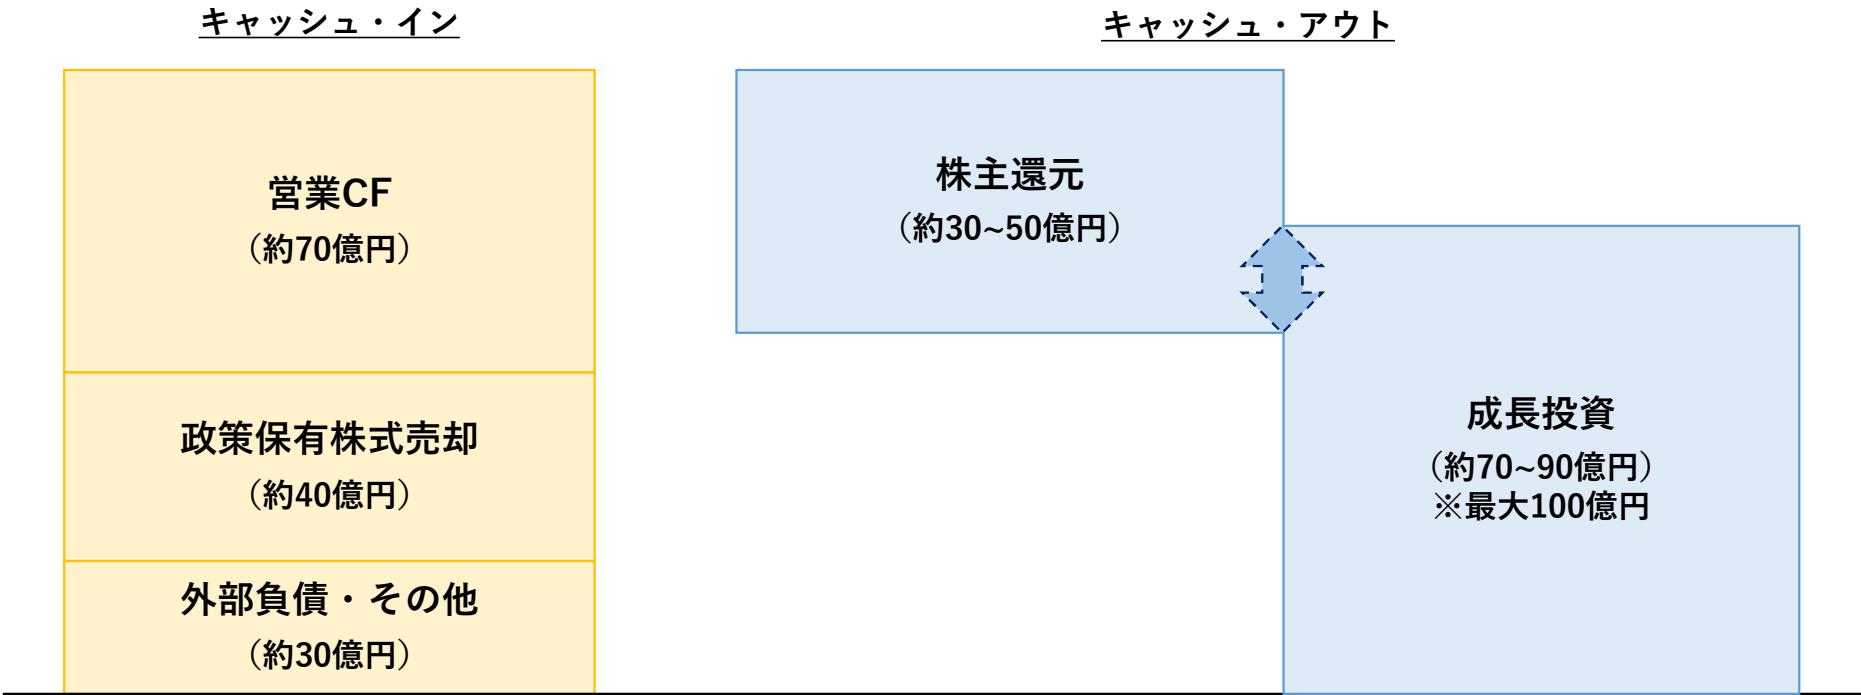 キャッシュ・イン
キャッシュ・アウト
営業CF
（約70億円）
政策保有株式売却
（約40億円）
外部負債・その他
（約30億円）
株主還元
（約30~50億円）
成長投資
（約70~90億円）
※最大100億円